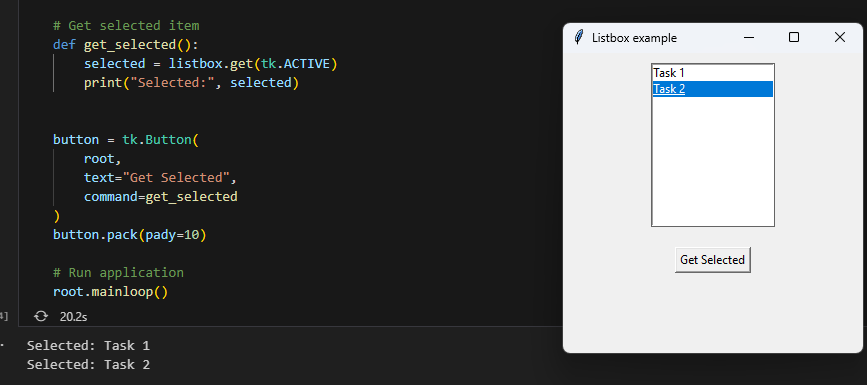 # Get selected item
def get_selected():
    selected = listbox.get(tk.ACTIVE)
    print("Selected:", selected)
button = tk.Button(
    root,
    text="Get Selected",
    command=get_selected
)
button.pack(pady=10)
# Run application
root.mainloop()
4]
20.2s
Selected: Task 1
Selected: Task 2
Listbox example
Task 1
Task 2
Get Selected